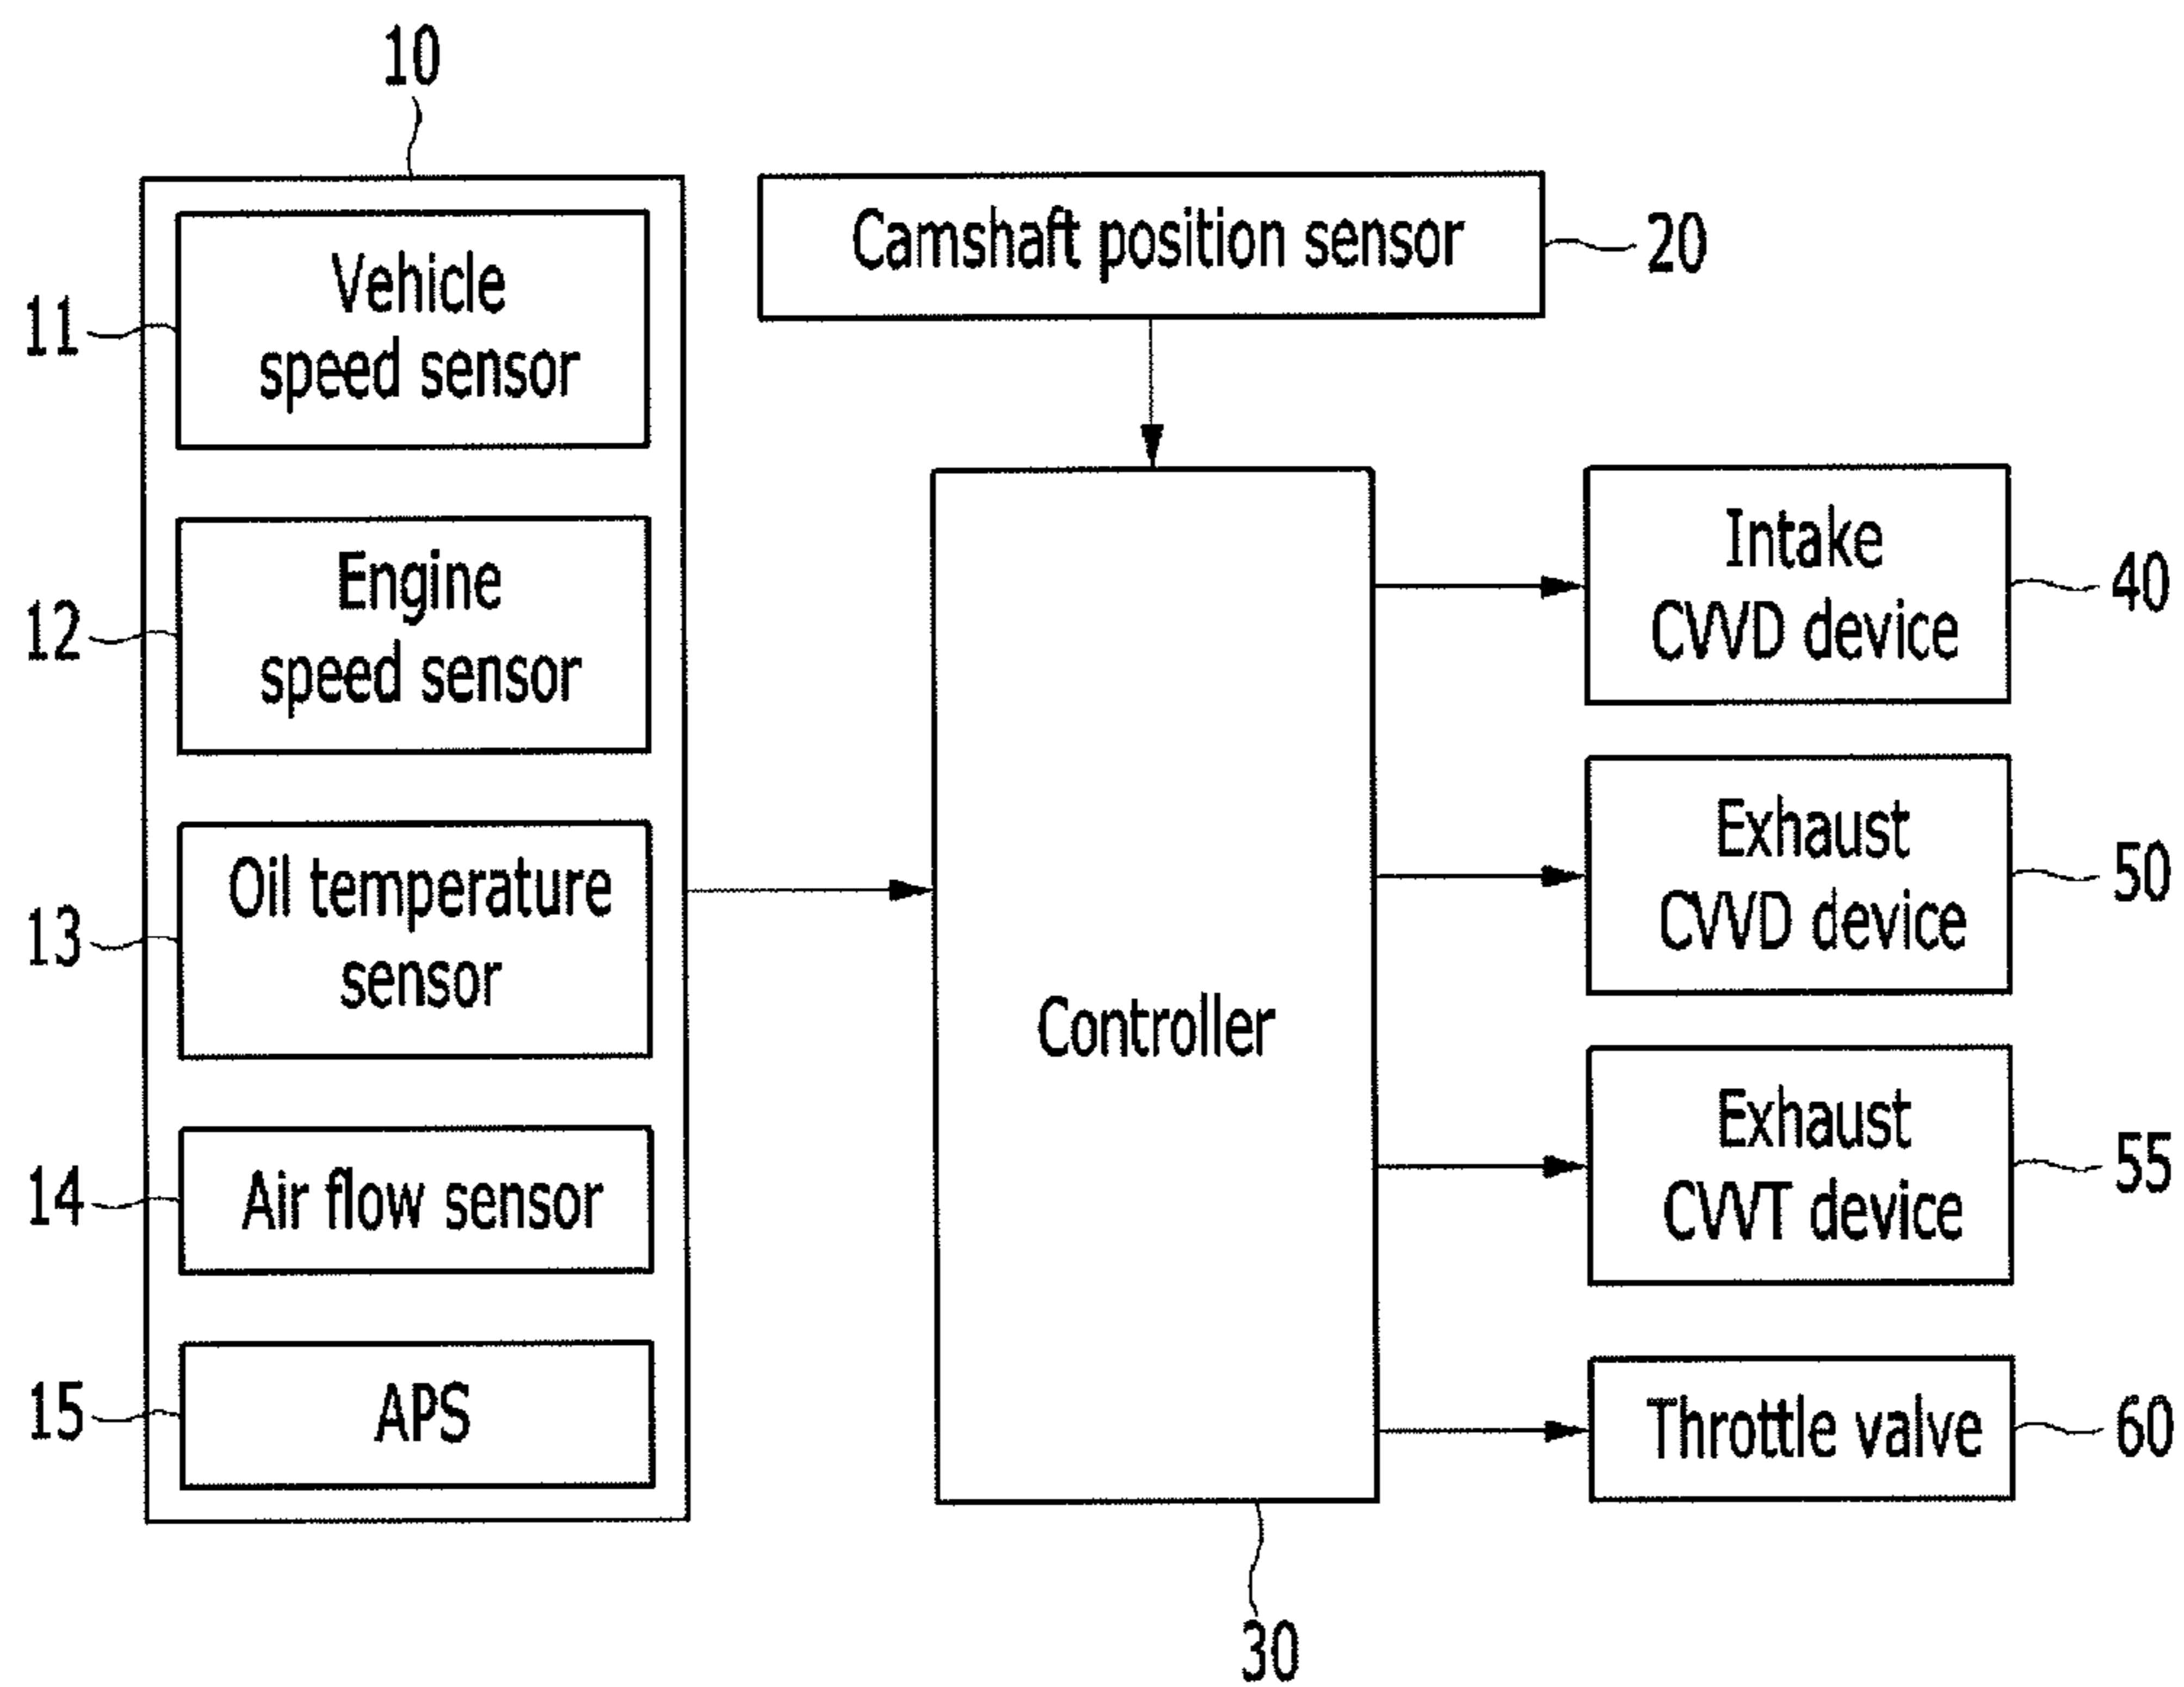 10
11
Vehicle
speed sensor
12
Engine
speed sensor
13
Oil temperature
sensor
14
Air flow sensor
15
APS
Camshaft position sensor
20
Controller
30
Intake
CVVD device
40
Exhaust
CVVD device
50
Exhaust
CVVT device
55
Throttle valve
60